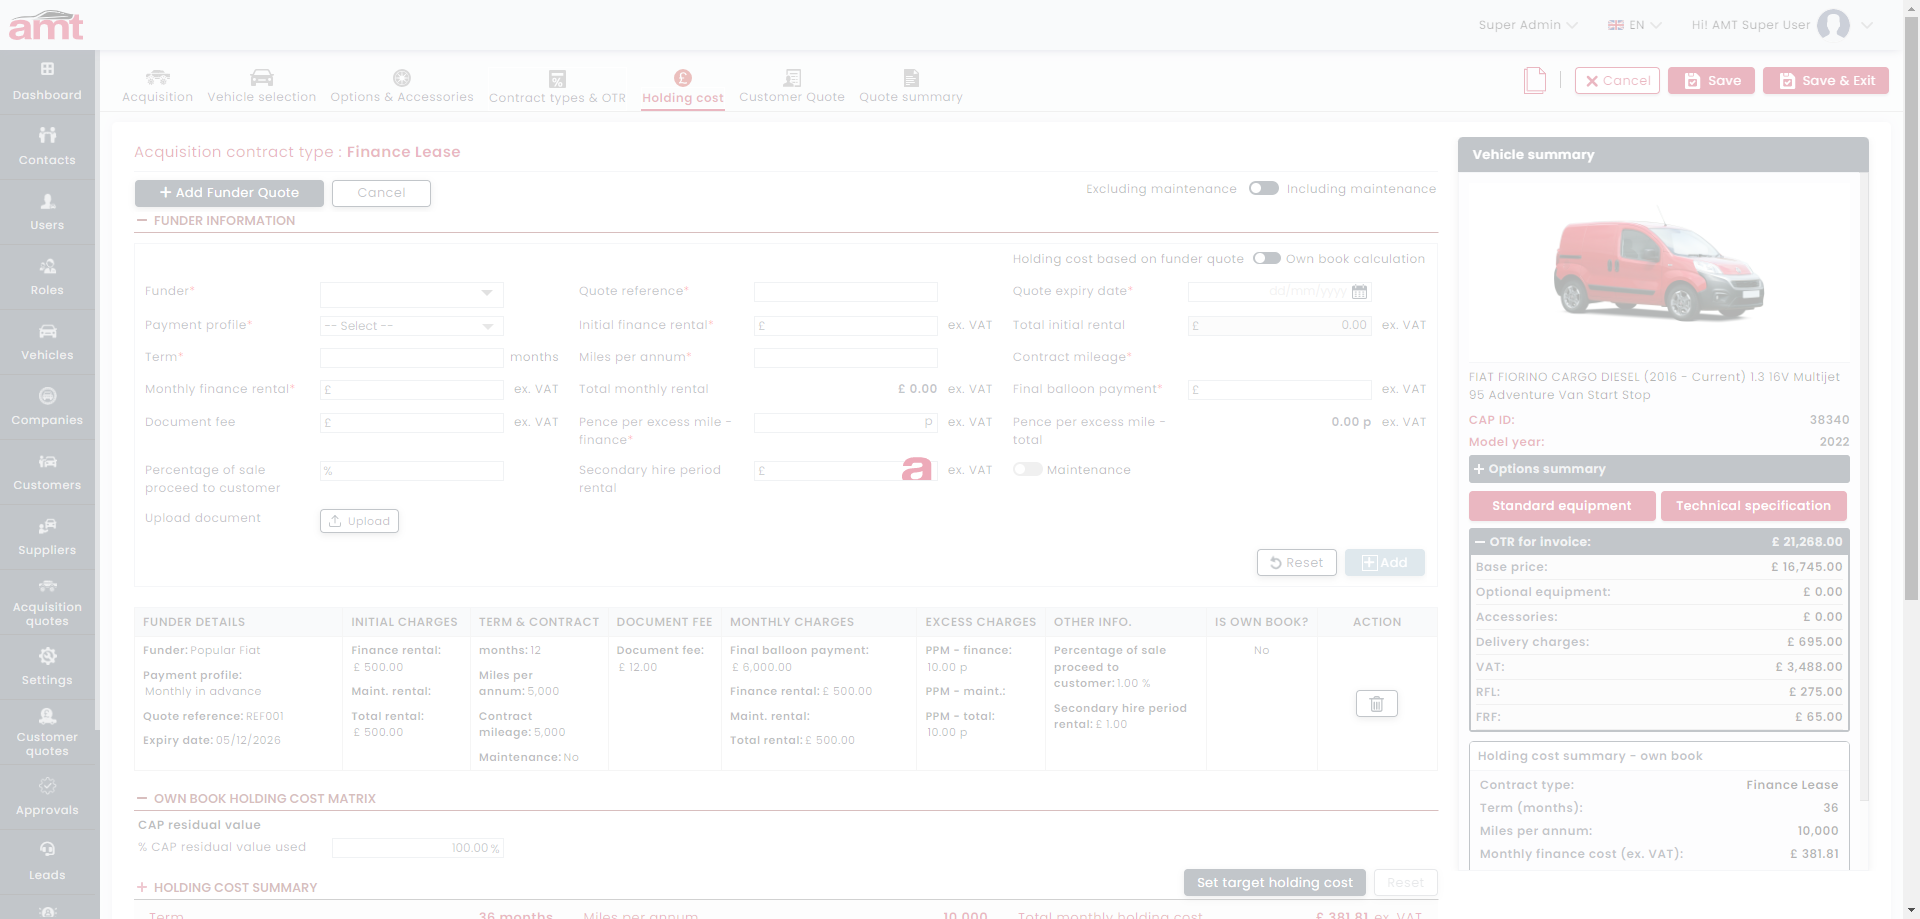 amt
Super Admin
EN
Hi! AMT Super User
Dashboard
Contacts
Users
Roles
Vehicles
Companies
Customers
Suppliers
Acquisition
quotes
Settings
Customer
quotes
Approvals
Leads
Acquisition
Vehicle selection
Options & Accessories
Contract types & OTR
Holding cost
Customer Quote
Quote summary
Cancel
Save
Save & Exit
Acquisition contract type : Finance Lease
+ Add Funder Quote
Cancel
Excluding maintenance
Including maintenance
FUNDER INFORMATION
Holding cost based on funder quote
Own book calculation
Funder*
Quote reference*
Quote expiry date*
dd/mm/yyyy
Payment profile*
-- Select --
Initial finance rental*
£
ex. VAT
Total initial rental
£ 0.00
ex. VAT
Term*
months
Miles per annum*
Contract mileage*
Monthly finance rental*
£
ex. VAT
Total monthly rental
£ 0.00
ex. VAT
Final balloon payment*
£
ex. VAT
Document fee
£
ex. VAT
Pence per excess mile -
finance*
p
ex. VAT
Pence per excess mile -
total
0.00 p
ex. VAT
Percentage of sale
proceed to customer
%
Secondary hire period
rental
£
a
ex. VAT
Maintenance
Upload document
Upload
Reset
Add
FUNDER DETAILS
INITIAL CHARGES
TERM & CONTRACT
DOCUMENT FEE
MONTHLY CHARGES
EXCESS CHARGES
OTHER INFO.
IS OWN BOOK?
ACTION
Funder: Popular Fiat
Payment profile:
Monthly in advance
Quote reference: REF001
Expiry date: 05/12/2026
Finance rental:
£ 500.00
Maint. rental:
Total rental:
£ 500.00
months: 12
Miles per
annum: 5,000
Contract
mileage: 5,000
Maintenance: No
Document fee:
£ 12.00
Final balloon payment:
£ 6,000.00
Finance rental: £ 500.00
Maint. rental:
Total rental: £ 500.00
PPM - finance:
10.00 p
PPM - maint.:
PPM - total:
10.00 p
Percentage of sale
proceed to
customer: 1.00 %
Secondary hire period
rental: £ 1.00
No
OWN BOOK HOLDING COST MATRIX
CAP residual value
% CAP residual value used
100.00 %
HOLDING COST SUMMARY
Set target holding cost
Reset
Term
36 months
Miles per annum
10,000
Total monthly holding cost
£ 381.81 ex. VAT
Vehicle summary
FIAT FIORINO CARGO DIESEL (2016 - Current) 1.3 16V Multijet
95 Adventure Van Start Stop
CAP ID: 38340
Model year: 2022
+ Options summary
Standard equipment
Technical specification
OTR for invoice: £ 21,268.00
Base price: £ 16,745.00
Optional equipment: £ 0.00
Accessories: £ 0.00
Delivery charges: £ 695.00
VAT: £ 3,488.00
RFL: £ 275.00
FRF: £ 65.00
Holding cost summary - own book
Contract type: Finance Lease
Term (months): 36
Miles per annum: 10,000
Monthly finance cost (ex. VAT): £ 381.81